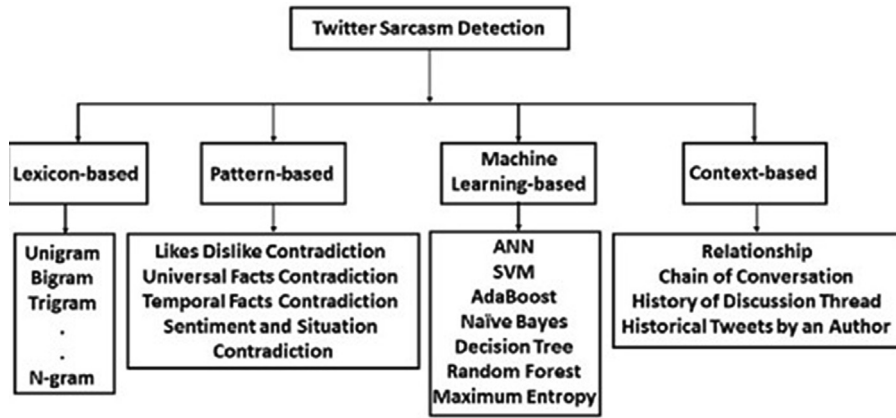 Twitter Sarcasm Detection
Lexicon-based
Pattern-based
Machine
Learning-based
Context-based
Unigram
Bigram
Trigram
.
.
N-gram
Likes Dislike Contradiction
Universal Facts Contradiction
Temporal Facts Contradiction
Sentiment and Situation
Contradiction
ANN
SVM
AdaBoost
Naïve Bayes
Decision Tree
Random Forest
Maximum Entropy
Relationship
Chain of Conversation
History of Discussion Thread
Historical Tweets by an Author